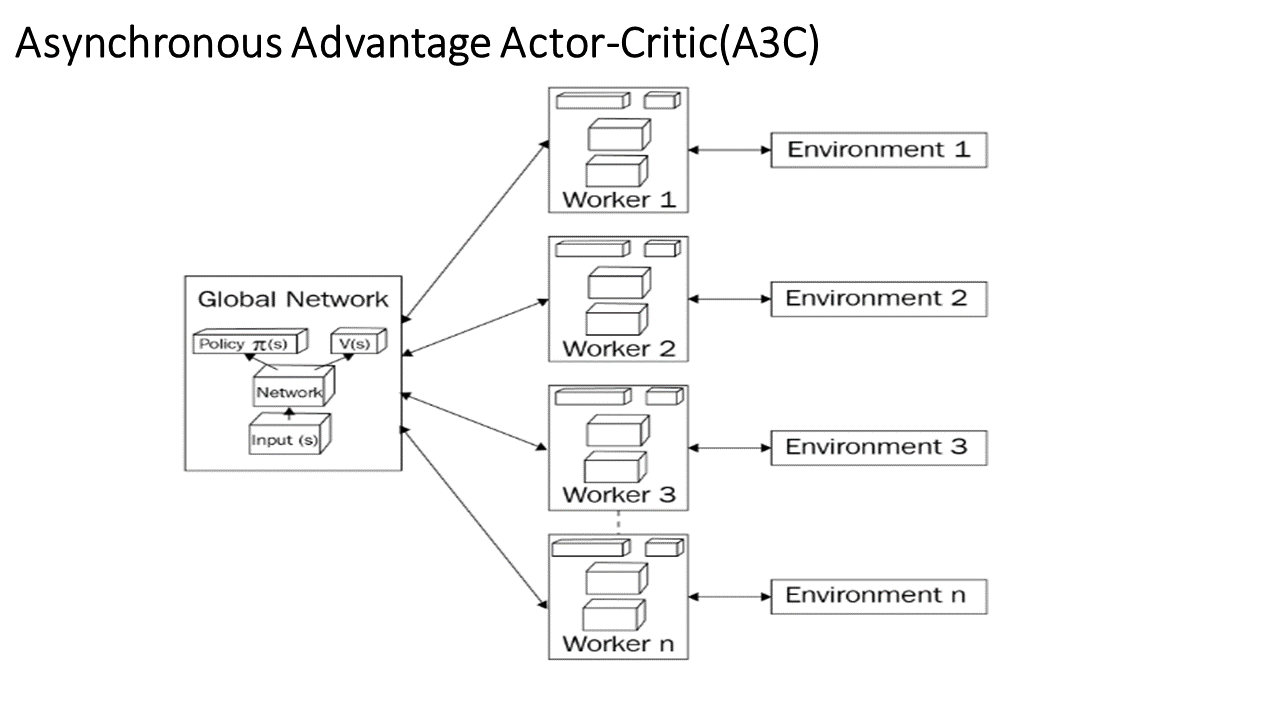 Asynchronous Advantage Actor-Critic(A3C)
Global Network
Policy π(s)
V(s)
Network
Input (s)
Worker 1
Environment 1
Worker 2
Environment 2
Worker 3
Environment 3
Worker n
Environment n